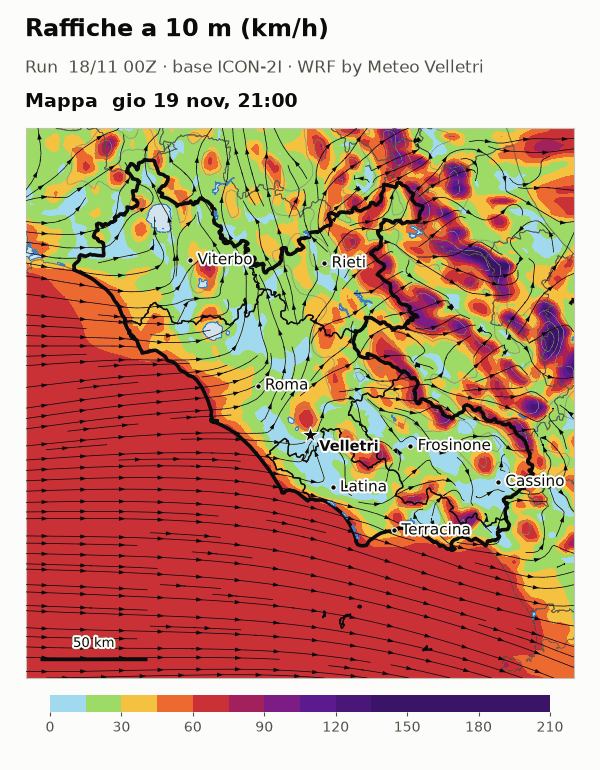 Raffiche a 10 m (km/h)
Run  18/11 00Z · base ICON-2I · WRF by Meteo Velletri
Mappa  gio 19 nov, 21:00
Viterbo
Rieti
Roma
Velletri
Frosinone
Cassino
Latina
Terracina
50 km
0 30 60 90 120 150 180 210